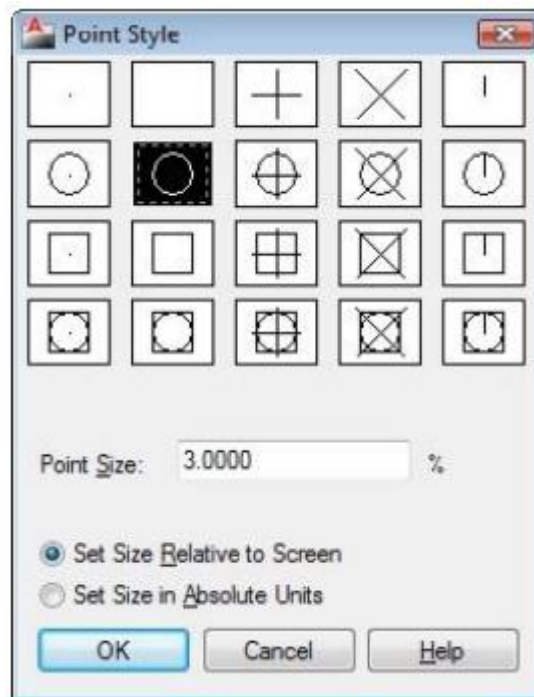 Point Style
Point Size: 3.0000 %
Set Size Relative to Screen
Set Size in Absolute Units
OK Cancel Help